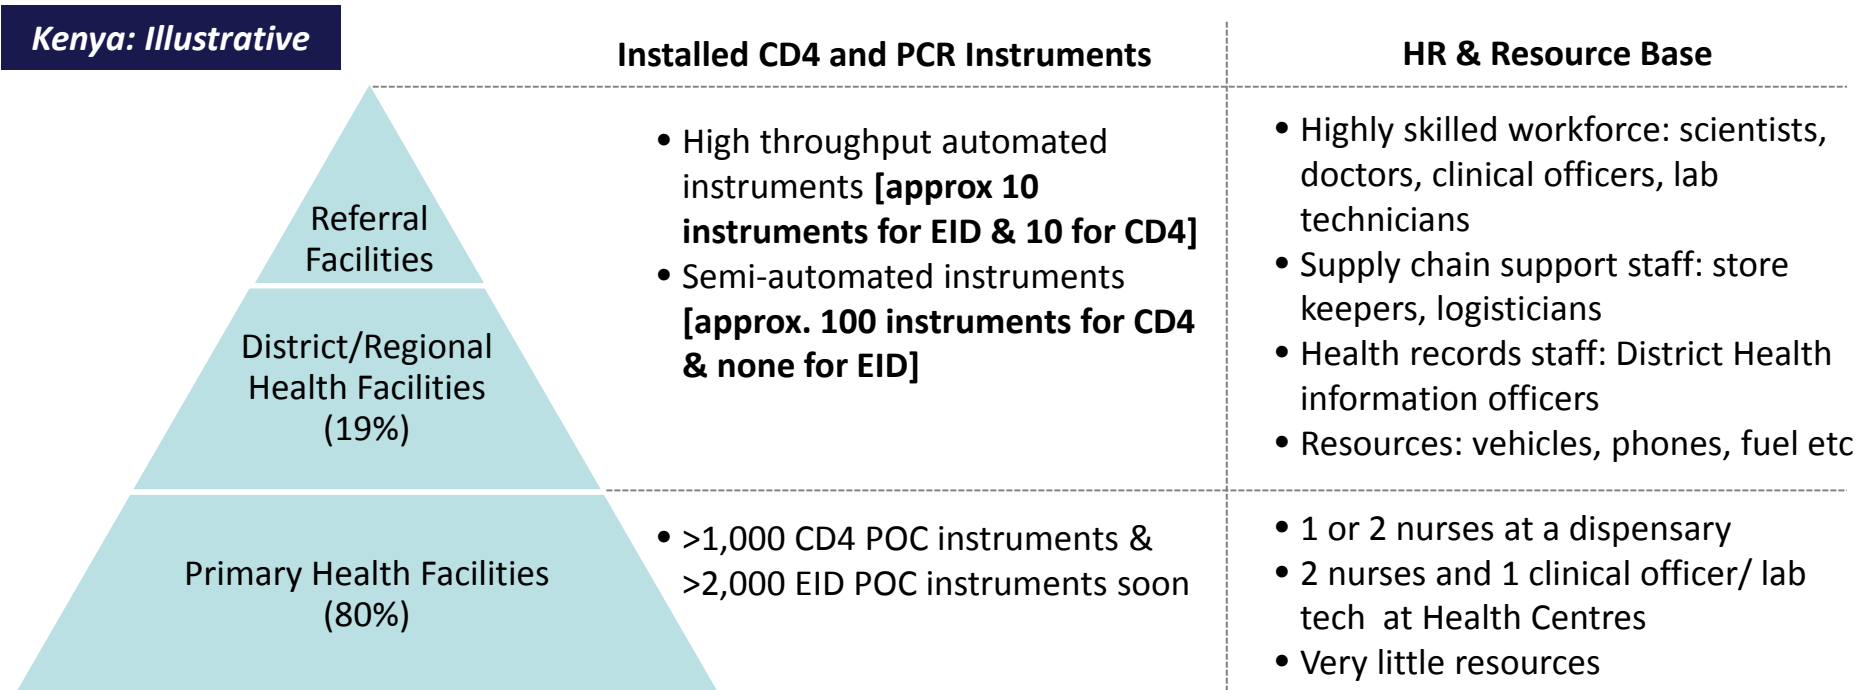 Kenya: Illustrative
Installed CD4 and PCR Instruments
HR & Resource Base
Referral
Facilities
District/Regional
Health Facilities
(19%)
Primary Health Facilities
(80%)
• High throughput automated
instruments [approx 10
instruments for EID & 10 for CD4]
• Semi-automated instruments
[approx. 100 instruments for CD4
& none for EID]
• >1,000 CD4 POC instruments &
>2,000 EID POC instruments soon
• Highly skilled workforce: scientists,
doctors, clinical officers, lab
technicians
• Supply chain support staff: store
keepers, logisticians
• Health records staff: District Health
information officers
• Resources: vehicles, phones, fuel etc
• 1 or 2 nurses at a dispensary
• 2 nurses and 1 clinical officer/ lab
tech at Health Centres
• Very little resources